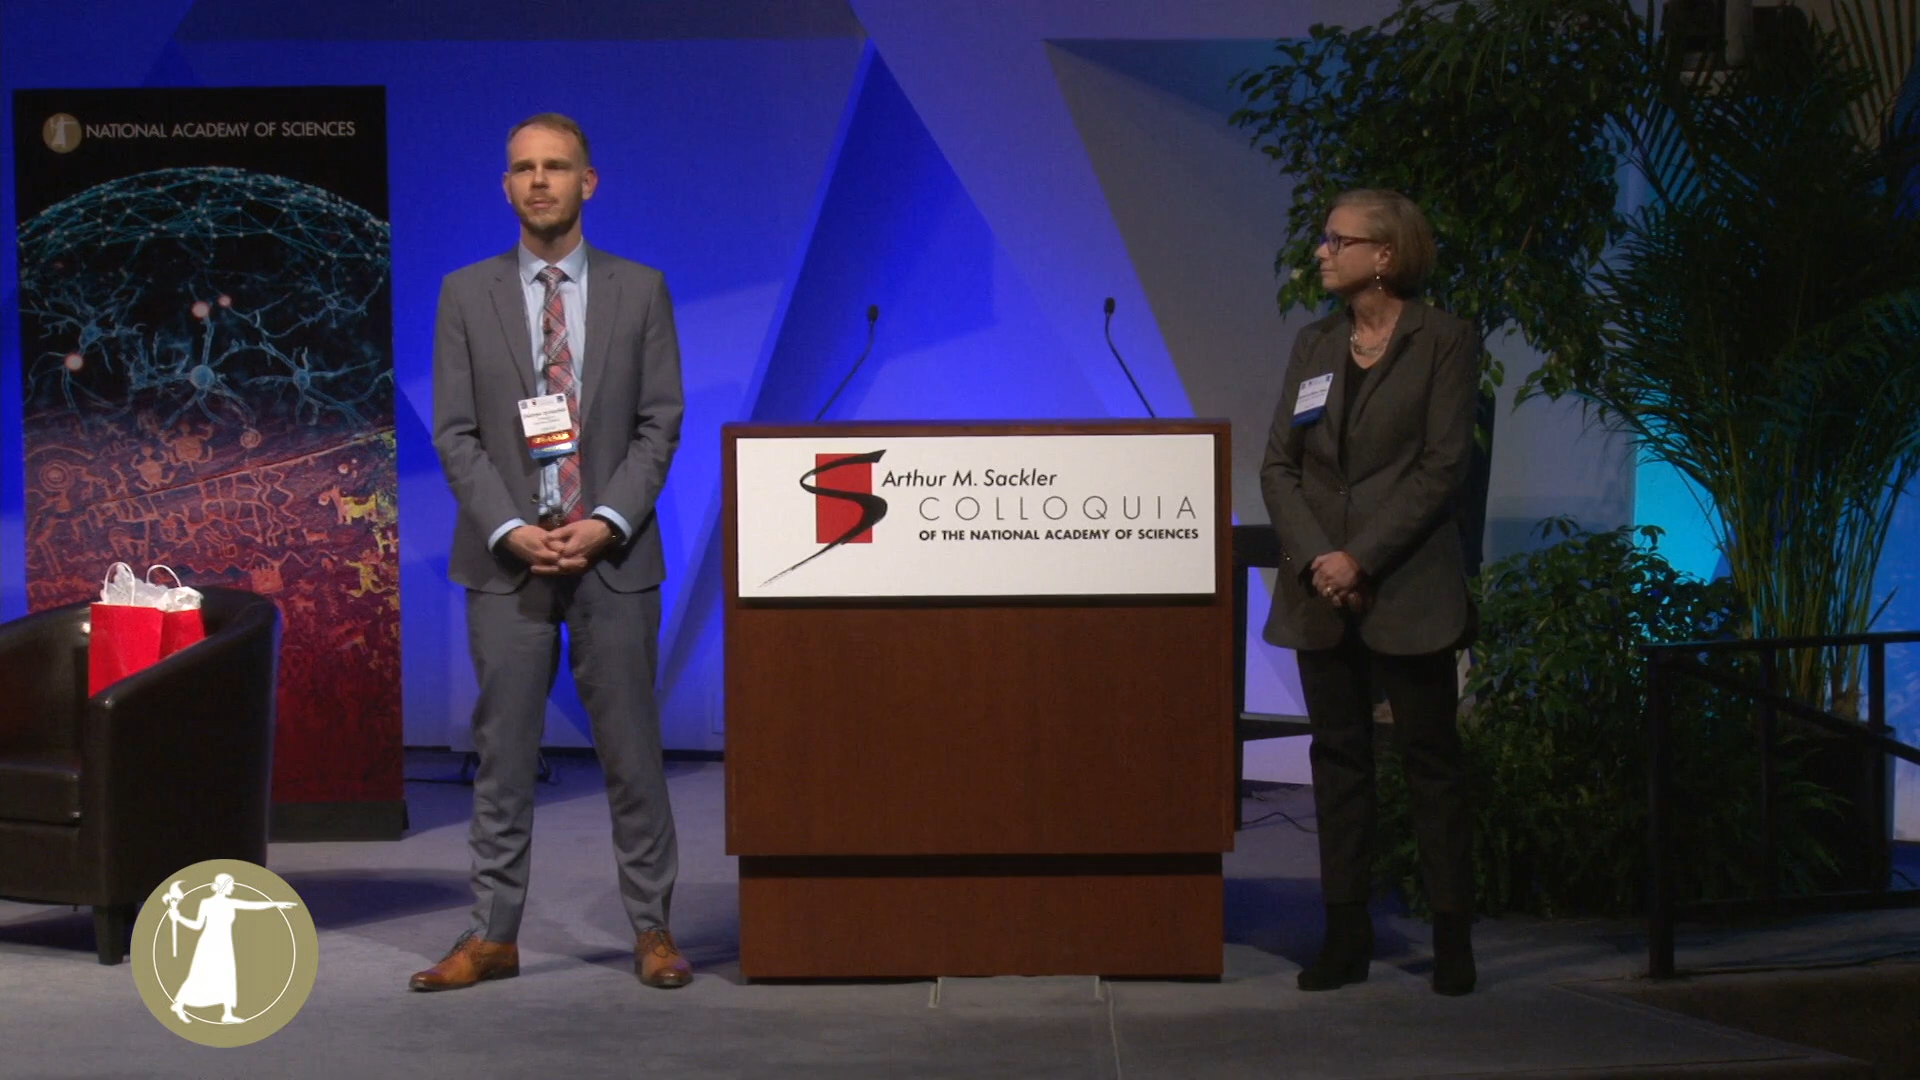 NATIONAL ACADEMY OF SCIENCES
Arthur M. Sackler
COLLOQUIA
OF THE NATIONAL ACADEMY OF SCIENCES